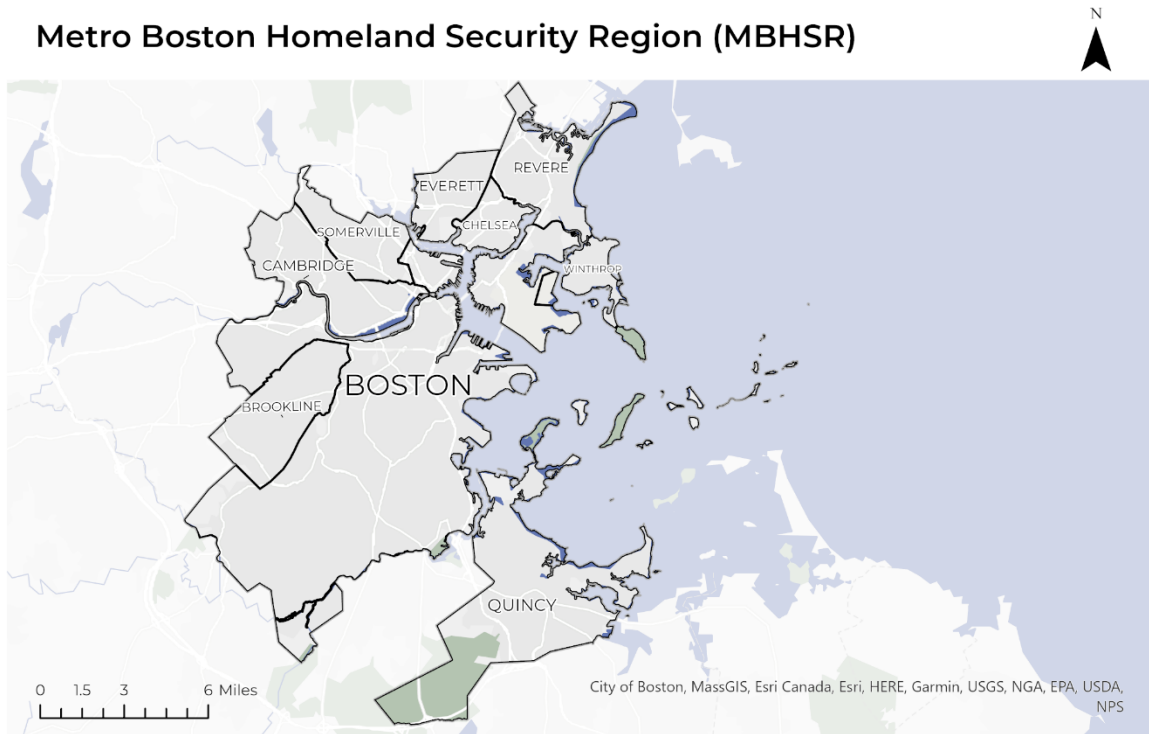 Metro Boston Homeland Security Region (MBHSR)
N
REVERE
EVERETT
CHELSEA
SOMERVILLE
CAMBRIDGE
WINTHROP
BOSTON
BROOKLINE
QUINCY
0 1.5 3 6 Miles
City of Boston, MassGIS, Esri Canada, Esri, HERE, Garmin, USGS, NGA, EPA, USDA,
NPS